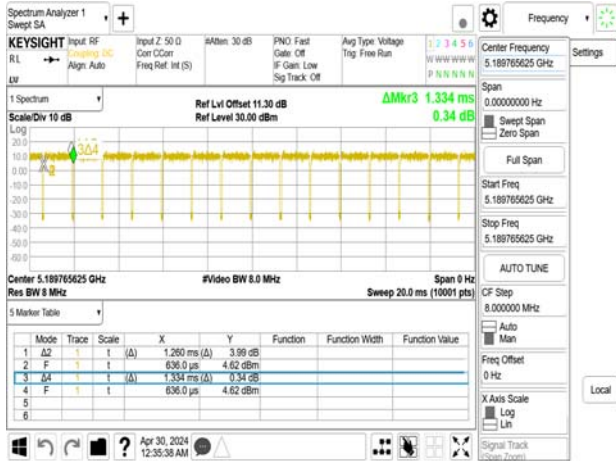 Spectrum Analyzer 1
Swept SA
+
Frequency
KEYSIGHT
RL
Input: RF
Coupling: DC
Align: Auto
Input Z: 50 Ω
Corr CCorr
Freq Ref: Int (S)
#Atten: 30 dB
PNO: Fast
Gate: Off
IF Gain: Low
Sig Track: Off
Avg Type: Voltage
Trig: Free Run
1 2 3 4 5 6
W W W W W W
P N N N N N
1 Spectrum
Scale/Div 10 dB
Ref Lvl Offset 11.30 dB
Ref Level 30.00 dBm
ΔMkr3 1.334 ms
0.34 dB
Log
20.0
10.0
0.00
-10.0
-20.0
-30.0
-40.0
-50.0
-60.0
3Δ4
X2
Center 5.189765625 GHz
Res BW 8 MHz
#Video BW 8.0 MHz
Span 0 Hz
Sweep 20.0 ms (10001 pts)
5 Marker Table
Mode Trace Scale X Y Function Function Width Function Value
1 Δ2 1 t (Δ) 1.260 ms (Δ) 3.99 dB
2 F 1 t 636.0 µs 4.62 dBm
3 Δ4 1 t (Δ) 1.334 ms (Δ) 0.34 dB
4 F 1 t 636.0 µs 4.62 dBm
5
6
Apr 30, 2024
12:35:38 AM
Center Frequency
5.189765625 GHz
Span
0.00000000 Hz
Swept Span
Zero Span
Full Span
Start Freq
5.189765625 GHz
Stop Freq
5.189765625 GHz
AUTO TUNE
CF Step
8.000000 MHz
Auto
Man
Freq Offset
0 Hz
X Axis Scale
Log
Lin
Signal Track
(Span Zoom)
Settings
Local